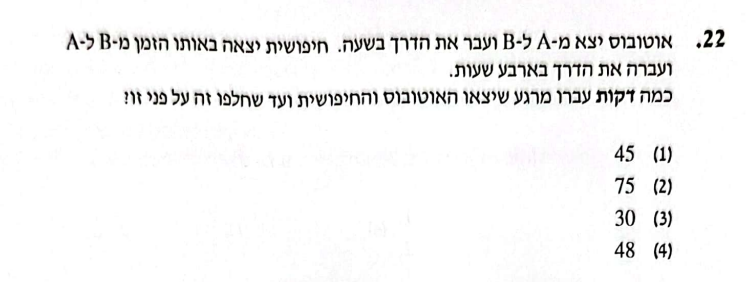 22. אוטובוס יצא מ-A ל-B ועבר את הדרך בשעה. חיפושית יצאה באותו הזמן מ-B ל-A
ועברה את הדרך בארבע שעות.
כמה דקות עברו מרגע שיצאו האוטובוס והחיפושית ועד שחלפו זה על פני זו?
(1) 45
(2) 75
(3) 30
(4) 48